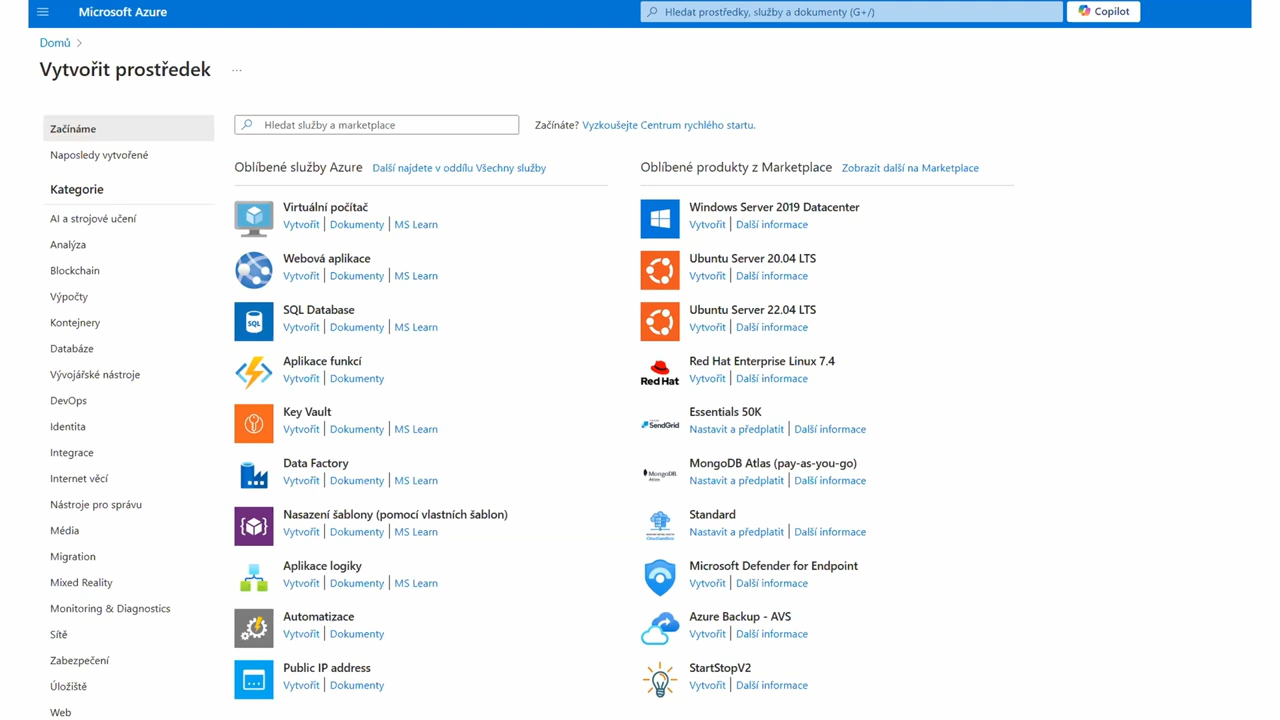 Microsoft Azure
Hledat prostředky, služby a dokumenty (G+/)
Copilot
Domů >
Vytvořit prostředek ...
Začínáme
Naposledy vytvořené
Kategorie
AI a strojové učení
Analýza
Blockchain
Výpočty
Kontejnery
Databáze
Vývojářské nástroje
DevOps
Identita
Integrace
Internet věcí
Nástroje pro správu
Média
Migration
Mixed Reality
Monitoring & Diagnostics
Sítě
Zabezpečení
Úložiště
Web
Hledat služby a marketplace
Začínáte? Vyzkoušejte Centrum rychlého startu.
Oblíbené služby Azure Další najdete v oddílu Všechny služby
Virtuální počítač
Vytvořit | Dokumenty | MS Learn
Webová aplikace
Vytvořit | Dokumenty | MS Learn
SQL
SQL Database
Vytvořit | Dokumenty | MS Learn
Aplikace funkcí
Vytvořit | Dokumenty
Key Vault
Vytvořit | Dokumenty | MS Learn
Data Factory
Vytvořit | Dokumenty | MS Learn
Nasazení šablony (pomocí vlastních šablon)
Vytvořit | Dokumenty | MS Learn
Aplikace logiky
Vytvořit | Dokumenty | MS Learn
Automatizace
Vytvořit | Dokumenty
Public IP address
Vytvořit | Dokumenty
Oblíbené produkty z Marketplace Zobrazit další na Marketplace
Windows Server 2019 Datacenter
Vytvořit | Další informace
Ubuntu Server 20.04 LTS
Vytvořit | Další informace
Ubuntu Server 22.04 LTS
Vytvořit | Další informace
Red Hat
Red Hat Enterprise Linux 7.4
Vytvořit | Další informace
SendGrid
Essentials 50K
Nastavit a předplatit | Další informace
MongoDB.
Atlas
MongoDB Atlas (pay-as-you-go)
Nastavit a předplatit | Další informace
Standard
Nastavit a předplatit | Další informace
Microsoft Defender for Endpoint
Vytvořit | Další informace
Azure Backup - AVS
Vytvořit | Další informace
StartStopV2
Vytvořit | Další informace